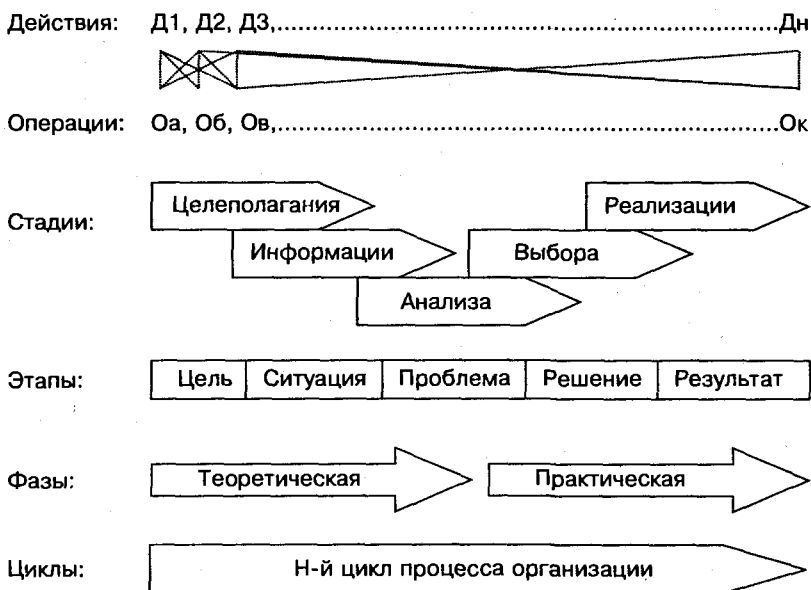 Действия: Д1, Д2, Д3,..............................................................Дн
Операции: Оа, Об, Ов,..............................................................Ок
Стадии: Целеполагания Реализации
Информации Выбора
Анализа
Этапы: Цель Ситуация Проблема Решение Результат
Фазы: Теоретическая Практическая
Циклы: Н-й цикл процесса организации